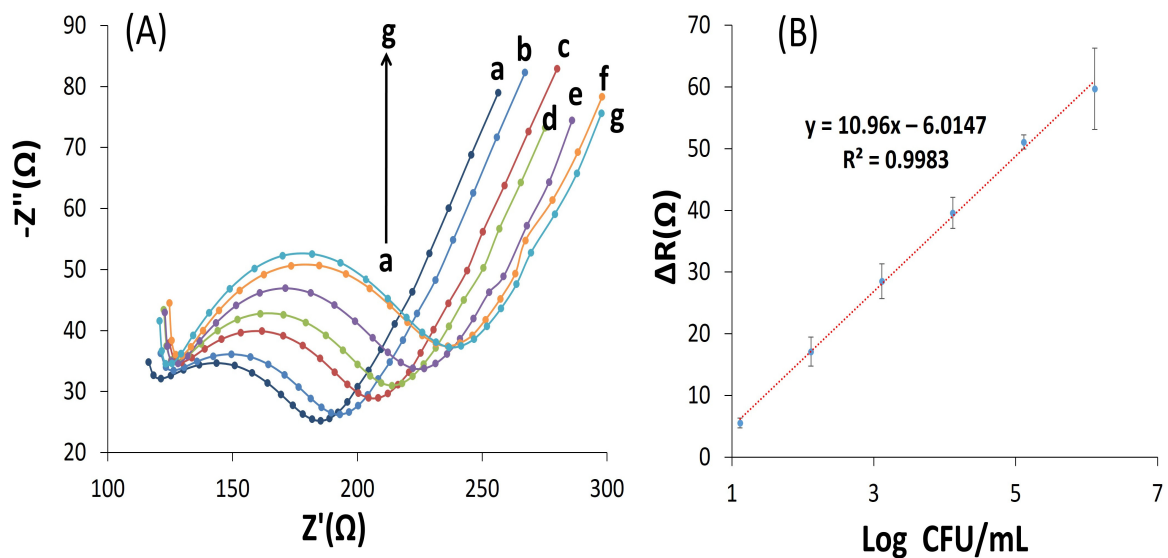 (A)
90
80
70
60
50
40
30
20
-Z''(Ω)
100
150
200
250
300
Z'(Ω)
g
a
a
b
c
d
e
f
g
(B)
70
60
50
40
30
20
10
0
ΔR(Ω)
y = 10.96x – 6.0147
R² = 0.9983
1
3
5
7
Log CFU/mL